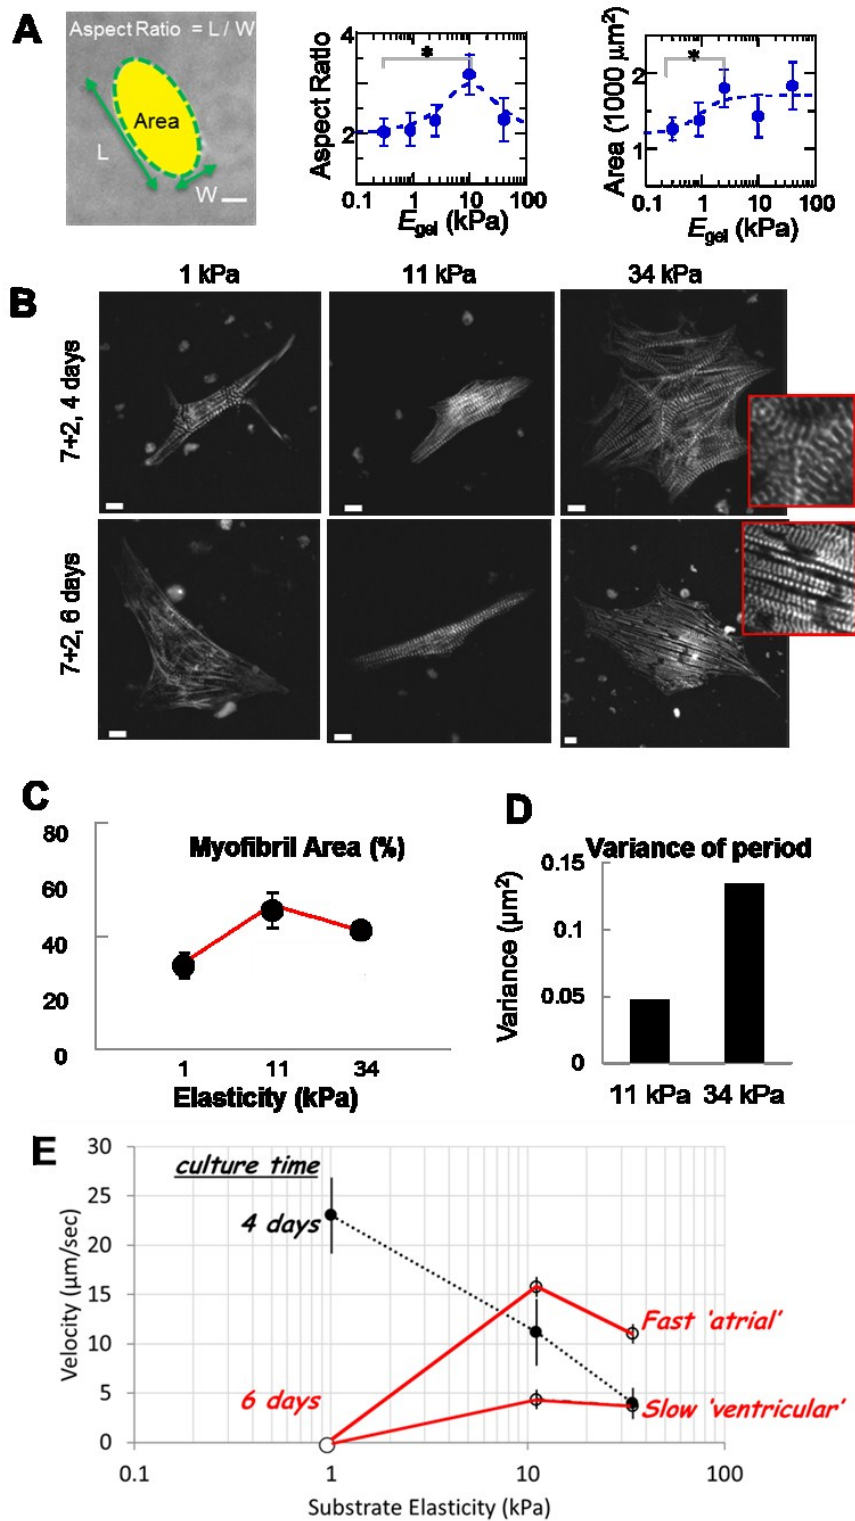 A
Aspect Ratio = L / W
Area
L
W
Aspect Ratio
4
2
0.1 1 10 100
E gel (kPa)
Area (1000 µm²)
2
1
0.1 1 10 100
E gel (kPa)
*
*
B
1 kPa 11 kPa 34 kPa
7+2, 4 days
7+2, 6 days
C
Myofibril Area (%)
80
60
40
20
0
1 11 34
Elasticity (kPa)
D
Variance of period
Variance (µm²)
0.15
0.1
0.05
0
11 kPa 34 kPa
E
Velocity (µm/sec)
30
25
20
15
10
5
0
culture time
4 days
6 days
Fast 'atrial'
Slow 'ventricular'
0.1 1 10 100
Substrate Elasticity (kPa)